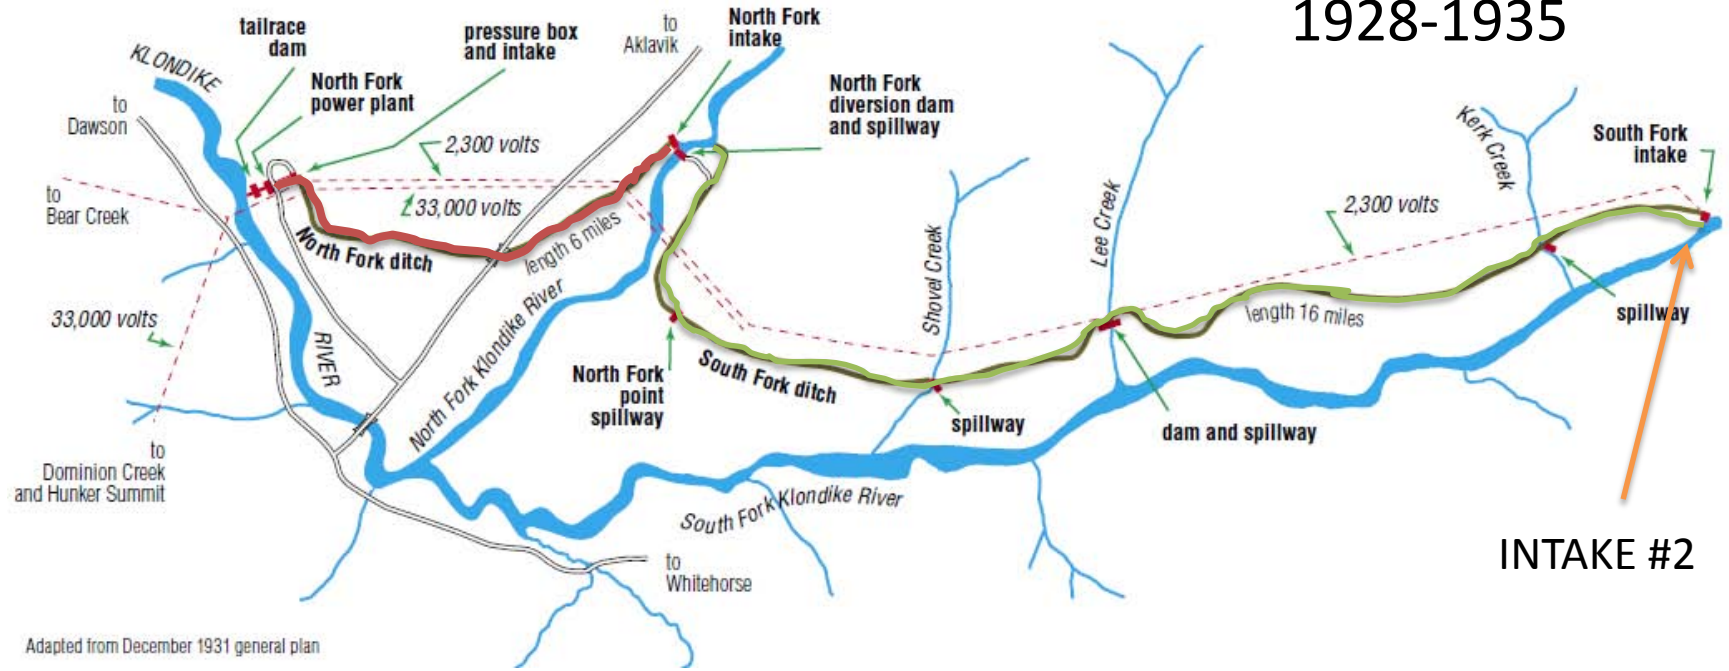 1928-1935
KLONDIKE
RIVER
tailrace
dam
North Fork
power plant
pressure box
and intake
to
Aklavik
North Fork
intake
North Fork
diversion dam
and spillway
to
Dawson
to
Bear Creek
2,300 volts
33,000 volts
North Fork ditch
length 6 miles
33,000 volts
North Fork Klondike River
North Fork
point
spillway
South Fork ditch
Shovel Creek
spillway
Lee Creek
dam and spillway
length 16 miles
2,300 volts
Kerk Creek
South Fork
intake
spillway
INTAKE #2
to
Dominion Creek
and Hunker Summit
South Fork Klondike River
to
Whitehorse
Adapted from December 1931 general plan